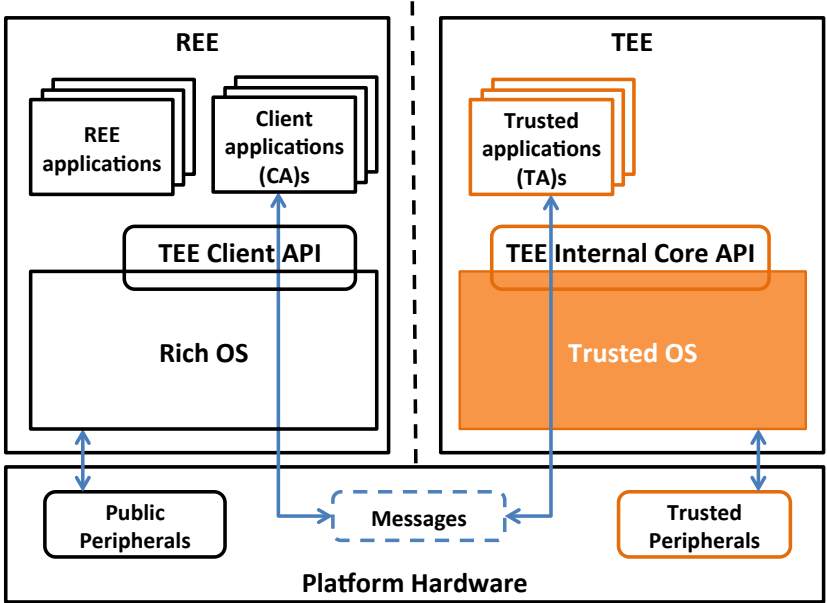 REE
REE
applications
Client
applications
(CA)s
TEE Client API
Rich OS
TEE
Trusted
applications
(TA)s
TEE Internal Core API
Trusted OS
Public
Peripherals
Messages
Trusted
Peripherals
Platform Hardware